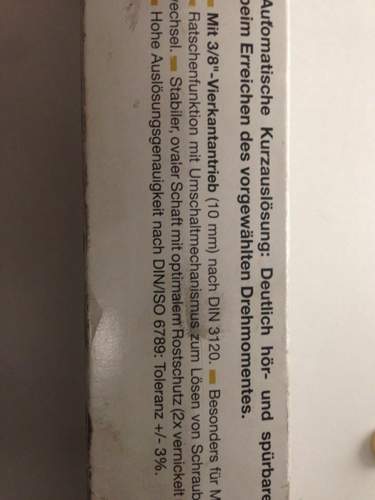 Automatische Kurzauslösung: Deutlich hör- und spürbare
beim Erreichen des vorgewählten Drehmomentes.
Mit 3/8"-Vierkantantrieb (10 mm) nach DIN 3120. Besonders für M
Ratschenfunktion mit Umschaltmechanismus zum Lösen von Schraub
wechsel. Stabiler, ovaler Schaft mit optimalem Rostschutz (2x vernickelt
Hohe Auslösungsgenauigkeit nach DIN/ISO 6789: Toleranz +/- 3%.